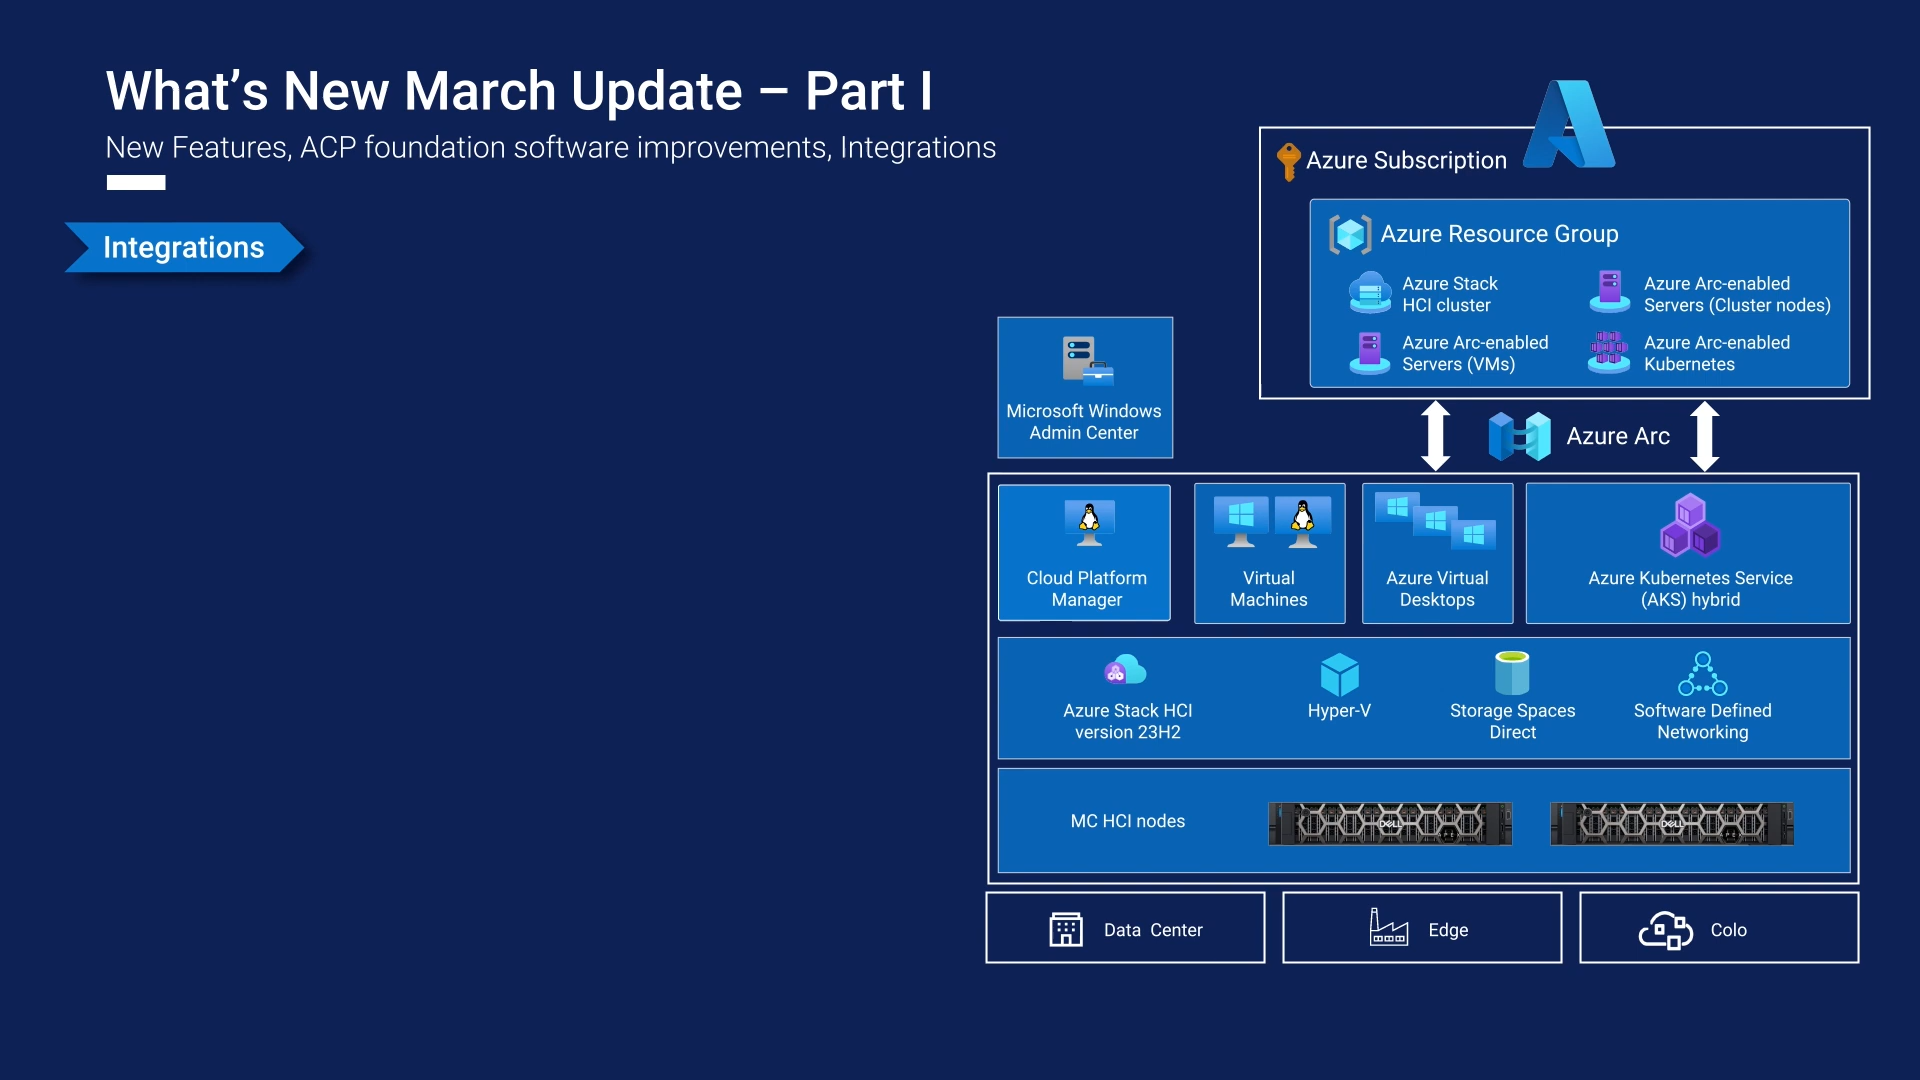 What’s New March Update – Part I
New Features, ACP foundation software improvements, Integrations
Integrations
Azure Subscription
Azure Resource Group
Azure Stack
HCI cluster
Azure Arc-enabled
Servers (Cluster nodes)
Azure Arc-enabled
Servers (VMs)
Azure Arc-enabled
Kubernetes
Microsoft Windows
Admin Center
Azure Arc
Cloud Platform
Manager
Virtual
Machines
Azure Virtual
Desktops
Azure Kubernetes Service
(AKS) hybrid
Azure Stack HCI
version 23H2
Hyper-V
Storage Spaces
Direct
Software Defined
Networking
MC HCI nodes
DELL
DELL
Data Center
Edge
Colo